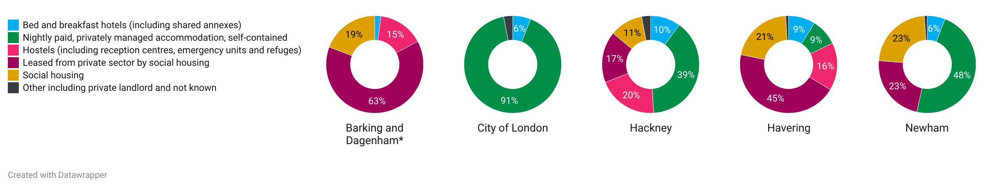 Bed and breakfast hotels (including shared annexes)
Nightly paid, privately managed accommodation, self-contained
Hostels (including reception centres, emergency units and refuges)
Leased from private sector by social housing
Social housing
Other including private landlord and not known
19%
15%
63%
Barking and
Dagenham*
6%
91%
City of London
11%
10%
17%
39%
20%
Hackney
21%
9%
9%
16%
45%
Havering
23%
6%
48%
23%
Newham
Created with Datawrapper